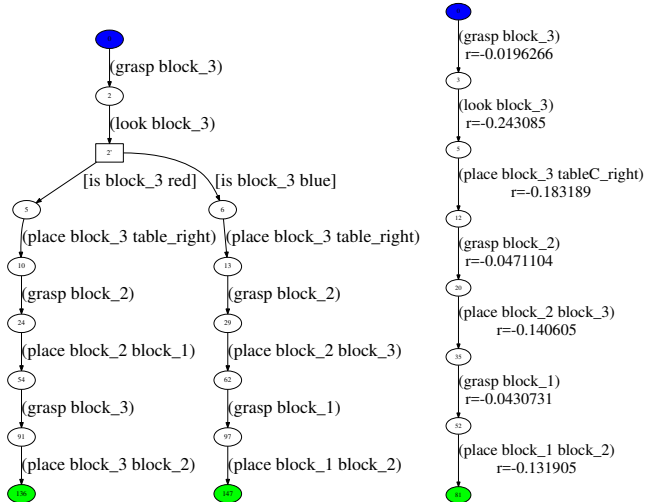 (grasp block_3)
2
(look block_3)
2'
[is block_3 red]
[is block_3 blue]
5
6
(place block_3 table_right)
(place block_3 table_right)
10
13
(grasp block_2)
(grasp block_2)
24
29
(place block_2 block_1)
(place block_2 block_3)
54
62
(grasp block_3)
(grasp block_1)
91
97
(place block_3 block_2)
(place block_1 block_2)
136
147
(grasp block_3)
r=-0.0196266
3
(look block_3)
r=-0.243085
5
(place block_3 tableC_right)
r=-0.183189
12
(grasp block_2)
r=-0.0471104
20
(place block_2 block_3)
r=-0.140605
35
(grasp block_1)
r=-0.0430731
52
(place block_1 block_2)
r=-0.131905
81